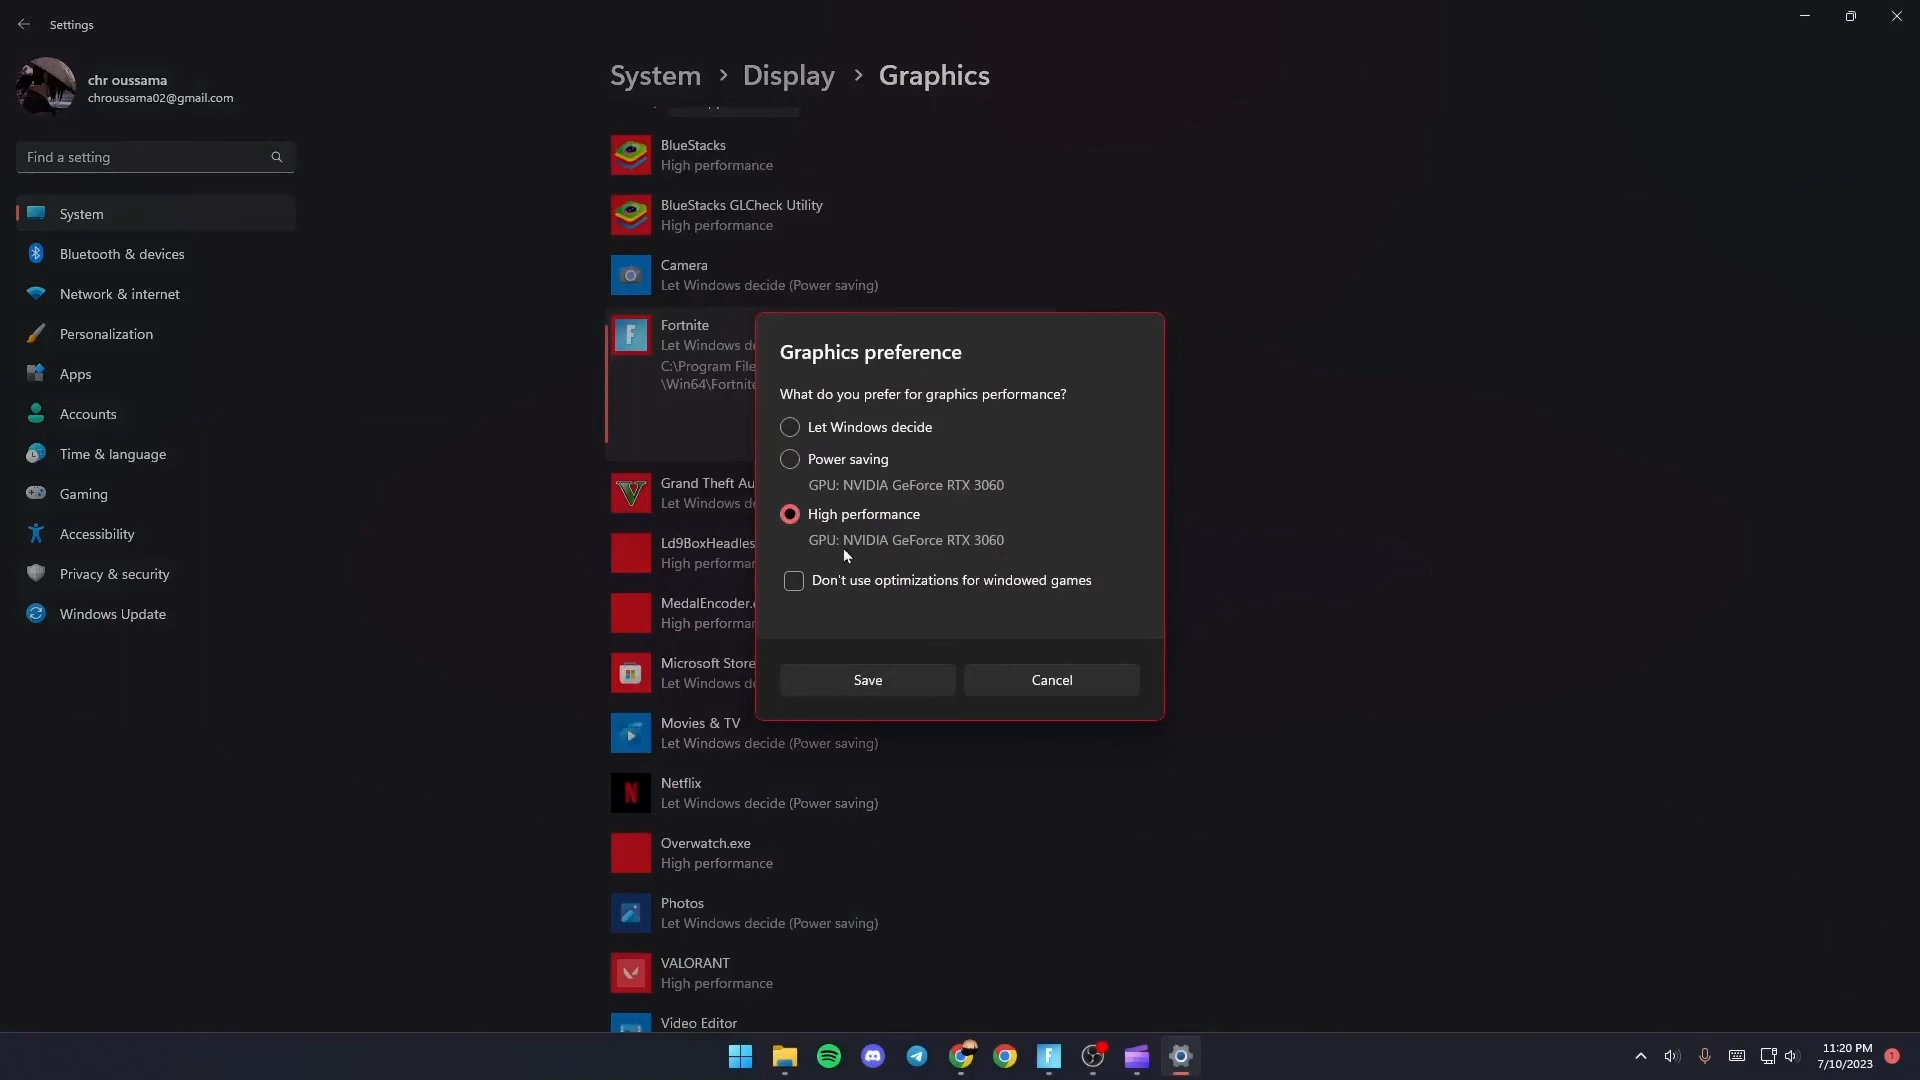 Settings
chr oussama
chroussama02@gmail.com
Find a setting
System
Bluetooth & devices
Network & internet
Personalization
Apps
Accounts
Time & language
Gaming
Accessibility
Privacy & security
Windows Update
System > Display > Graphics
BlueStacks
High performance
BlueStacks GLCheck Utility
High performance
Camera
Let Windows decide (Power saving)
Fortnite
Let Windows
C:\Program File
\Win64\Fortnite
Grand Theft Au
Let Windows
Ld9BoxHeadles
High performa
MedalEncoder.
High performa
Microsoft Store
Let Windows
Movies & TV
Let Windows decide (Power saving)
Netflix
Let Windows decide (Power saving)
Overwatch.exe
High performance
Photos
Let Windows decide (Power saving)
VALORANT
High performance
Video Editor
Graphics preference
What do you prefer for graphics performance?
Let Windows decide
Power saving
GPU: NVIDIA GeForce RTX 3060
High performance
GPU: NVIDIA GeForce RTX 3060
Don't use optimizations for windowed games
Save
Cancel
11:20 PM
7/10/2023
1